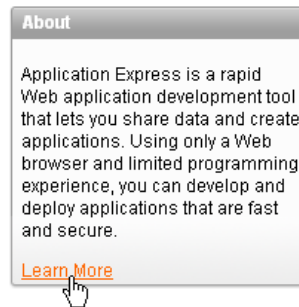 About
Application Express is a rapid
Web application development tool
that lets you share data and create
applications. Using only a Web
browser and limited programming
experience, you can develop and
deploy applications that are fast
and secure.
Learn More